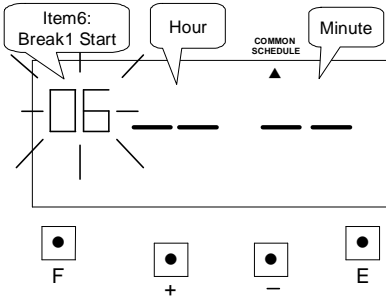 Item6:
Break1 Start
Hour
COMMON
SCHEDULE
Minute
06 -- --
F
+
−
E